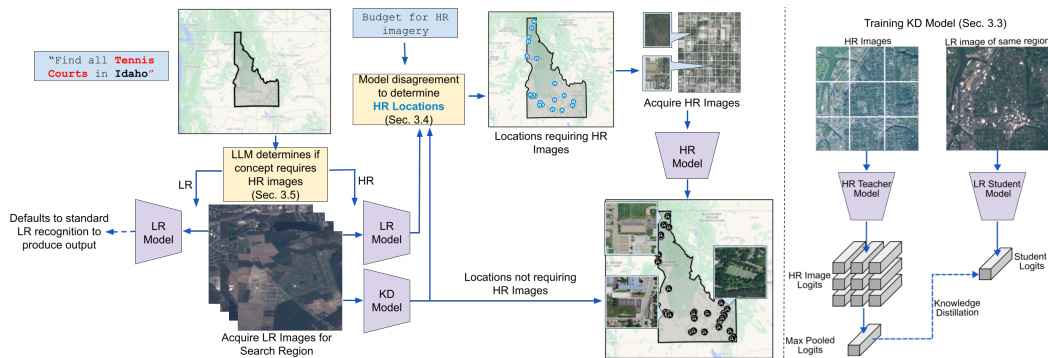 "Find all Tennis
Courts in Idaho"
Budget for HR
imagery
Model disagreement
to determine
HR Locations
(Sec. 3.4)
Locations requiring HR
Images
Acquire HR Images
HR
Model
LLM determines if
concept requires
HR images
(Sec. 3.5)
LR
HR
Defaults to standard
LR recognition to
produce output
LR
Model
LR
Model
KD
Model
Acquire LR Images for
Search Region
Locations not requiring
HR Images
Training KD Model (Sec. 3.3)
HR Images
LR image of same region
HR Teacher
Model
LR Student
Model
HR Image
Logits
Student
Logits
Knowledge
Distillation
Max Pooled
Logits